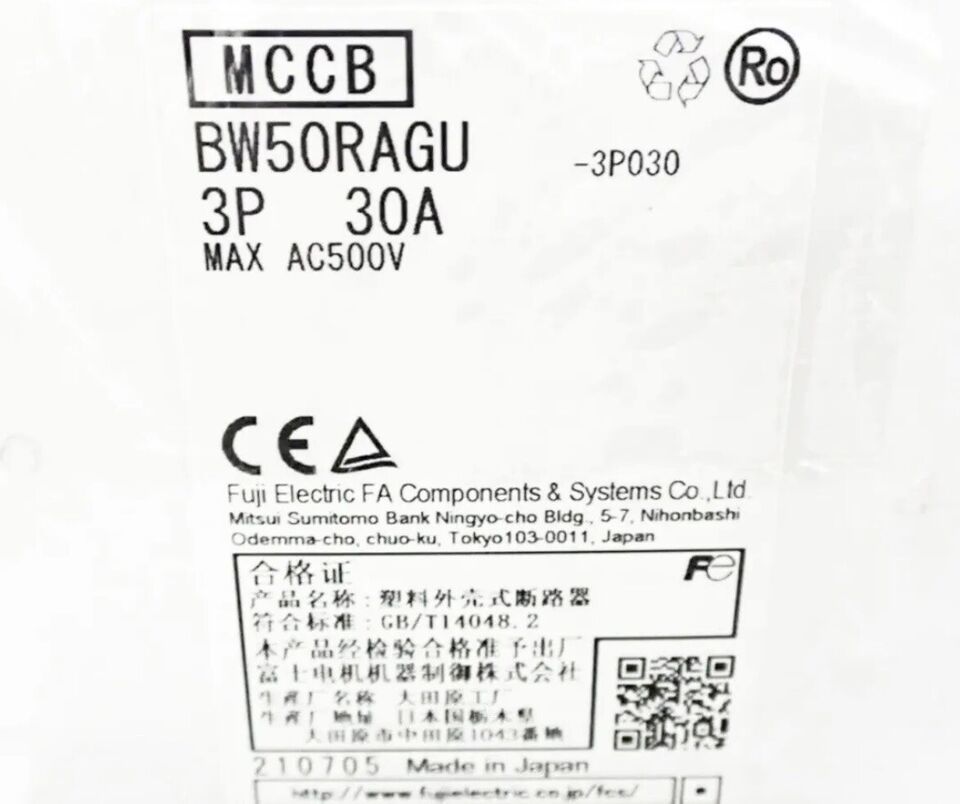 MCCB
Ro
BW50RAGU
-3P030
3P 30A
MAX AC500V
CE
Fuji Electric FA Components & Systems Co.,Ltd.
Mitsui Sumitomo Bank Ningyo-cho Bldg., 5-7, Nihonbashi
Odemma-cho, chuo-ku, Tokyo103-0011, Japan
合格证
Fe
产品名称:塑料外壳式断路器
符合标准:GB/T14048.2
本产品经检验合格准予出厂
富士电机机器制御株式会社
生産厂名称 大田原工厂
生産厂地址 日本国栃木県
大田原市中田原1043番地
210705 Made in Japan
http://www.fujielectric.co.jp/fcs/